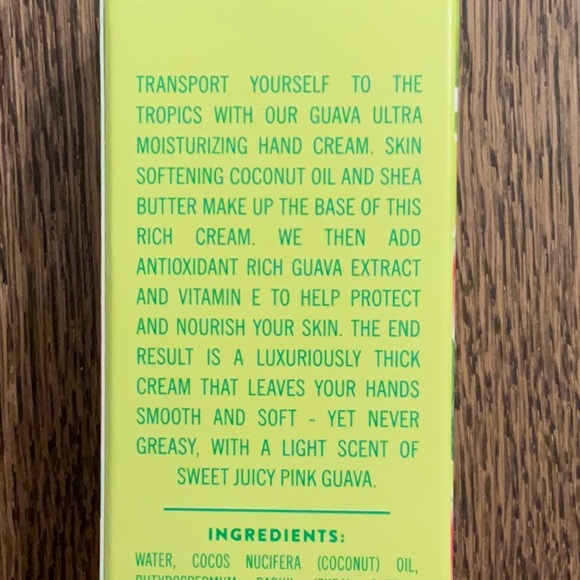 TRANSPORT YOURSELF TO THE
TROPICS WITH OUR GUAVA ULTRA
MOISTURIZING HAND CREAM. SKIN
SOFTENING COCONUT OIL AND SHEA
BUTTER MAKE UP THE BASE OF THIS
RICH CREAM. WE THEN ADD
ANTIOXIDANT RICH GUAVA EXTRACT
AND VITAMIN E TO HELP PROTECT
AND NOURISH YOUR SKIN. THE END
RESULT IS A LUXURIOUSLY THICK
CREAM THAT LEAVES YOUR HANDS
SMOOTH AND SOFT - YET NEVER
GREASY, WITH A LIGHT SCENT OF
SWEET JUICY PINK GUAVA.
INGREDIENTS:
WATER, COCOS NUCIFERA (COCONUT) OIL,